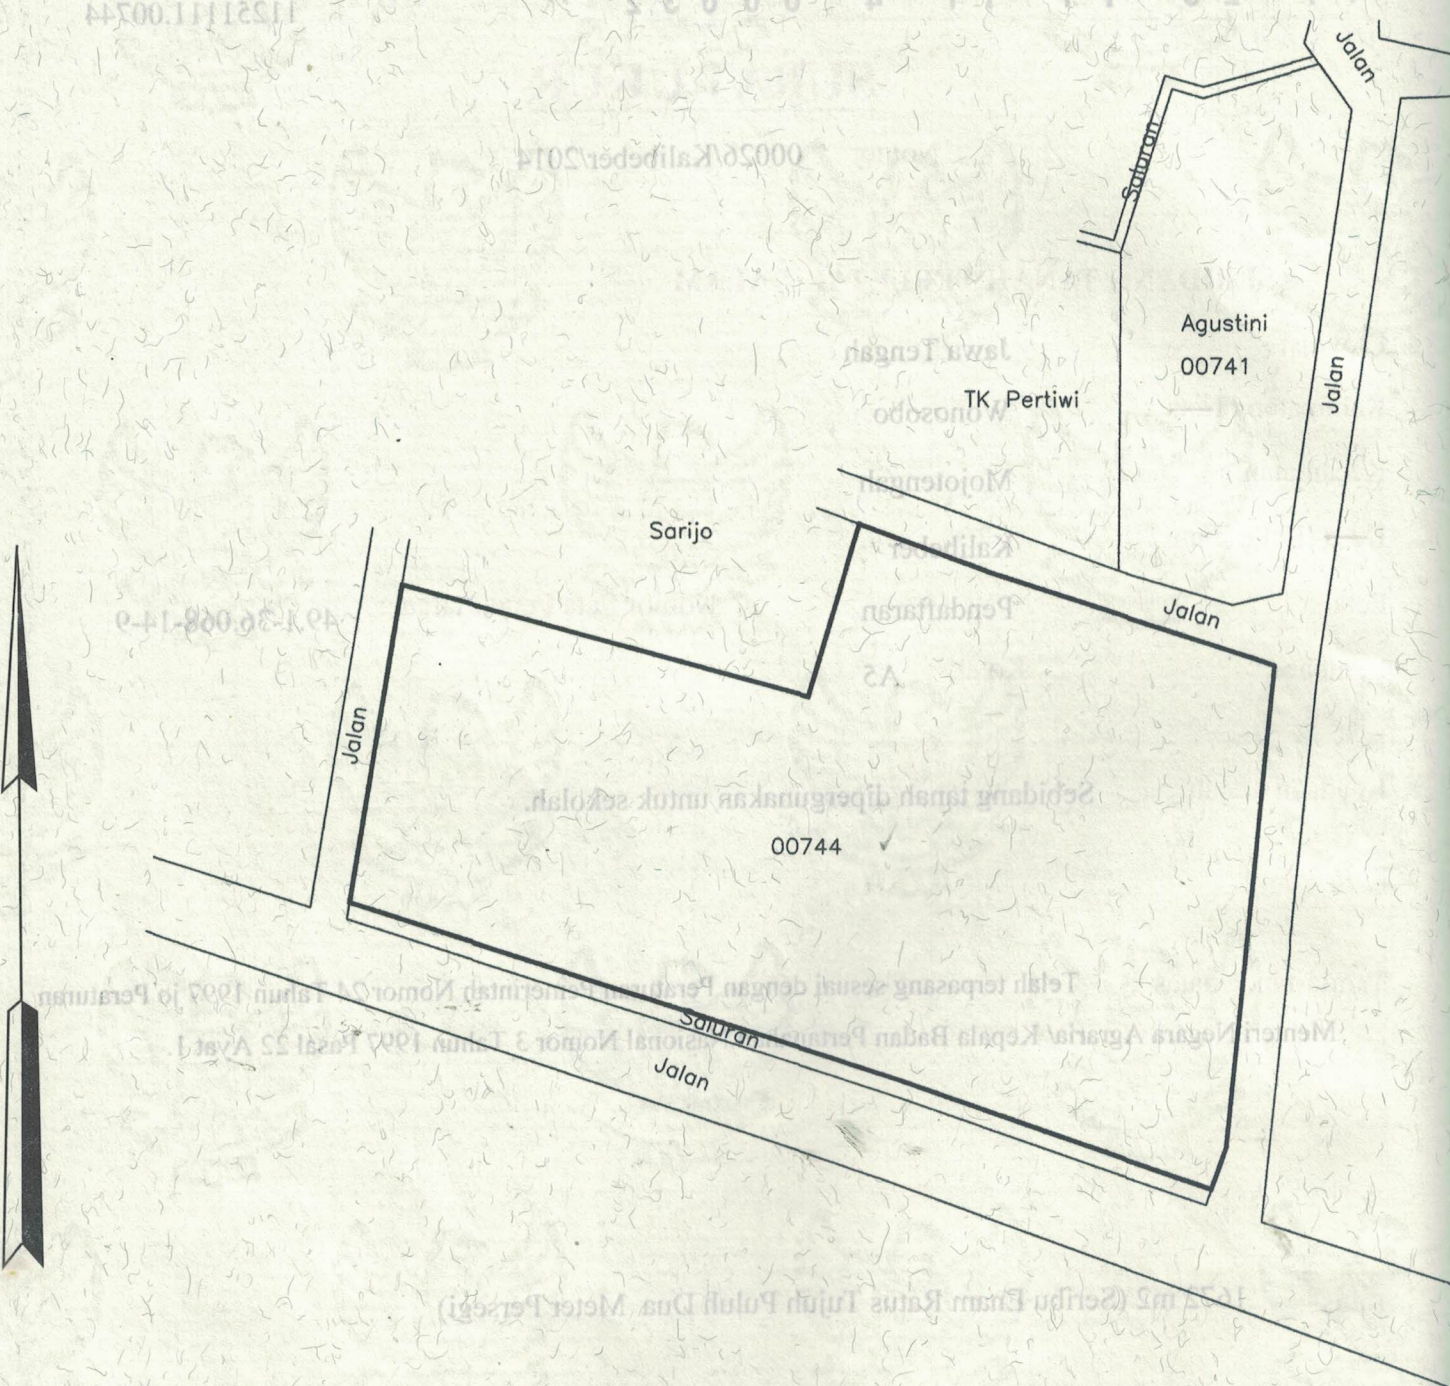 11251111.00744
00026/Kalibeber/2014
Jalan
Saluran
Agustini
00741
Jalan
Jawa Tengah
TK Pertiwi
Wonosobo
Mojotengah
Sarijo
Kalibeber
Jalan
Pendaftaran
49.1-36.068-14-9
A5
Jalan
Sebidang tanah dipergunakan untuk sekolah.
00744
Telah terpasang sesuai dengan Peraturan Pemerintah Nomor 24 Tahun 1997 jo Peraturan
Saluran
Menteri Negara Agraria/ Kepala Badan Pertanahan Nasional Nomor 3 Tahun 1997 Pasal 22 Ayat 1.
Jalan
1672 m2 (Seribu Enam Ratus Tujuh Puluh Dua Meter Persegi)